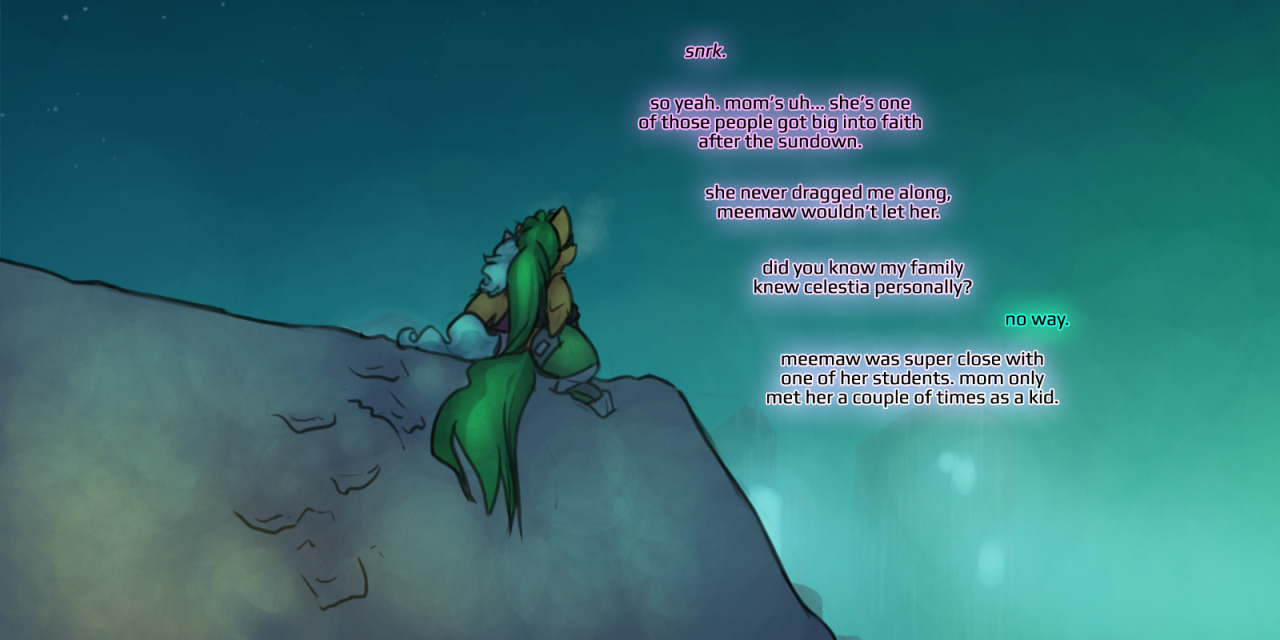 snrk.
so yeah. mom's uh... she's one
of those people got big into faith
after the sundown.
she never dragged me along,
meemaw wouldn't let her.
did you know my family
knew celestia personally?
no way.
meemaw was super close with
one of her students. mom only
met her a couple of times as a kid.